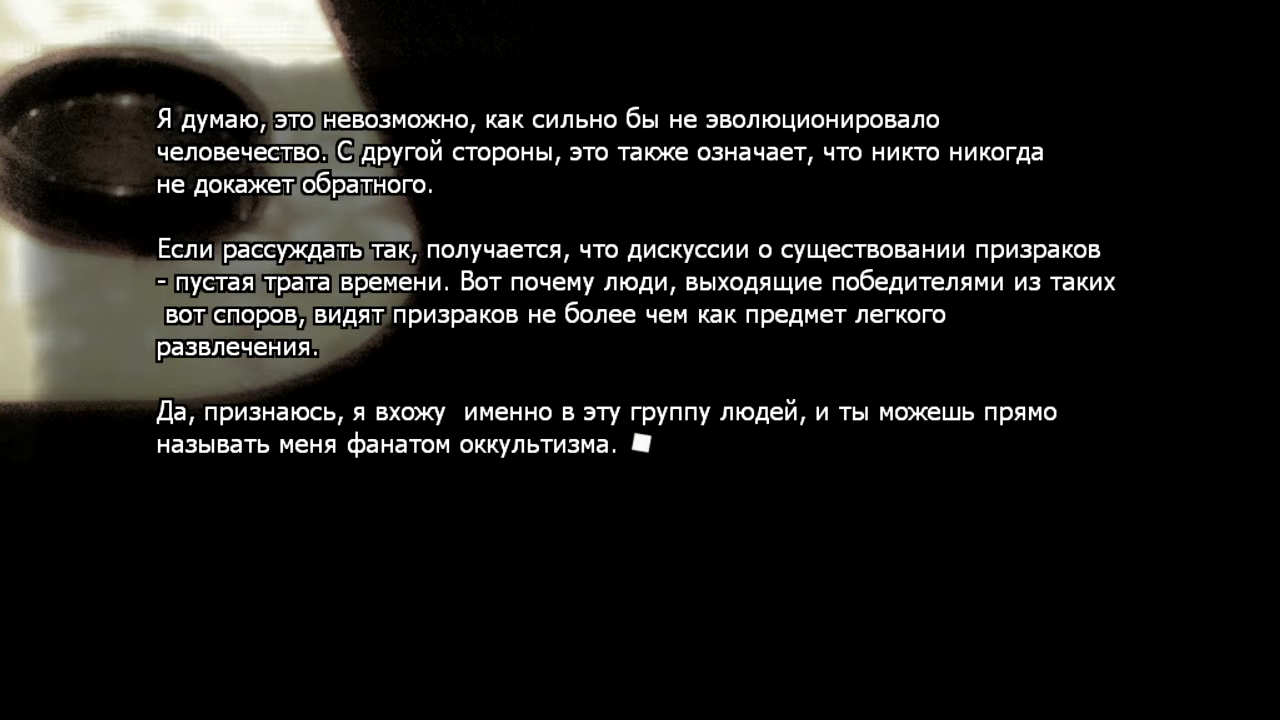 Я думаю, это невозможно, как сильно бы не эволюционировало
человечество. С другой стороны, это также означает, что никто никогда
не докажет обратного.
Если рассуждать так, получается, что дискуссии о существовании призраков
- пустая трата времени. Вот почему люди, выходящие победителями из таких
вот споров, видят призраков не более чем как предмет легкого
развлечения.
Да, признаюсь, я вхожу  именно в эту группу людей, и ты можешь прямо
называть меня фанатом оккультизма.